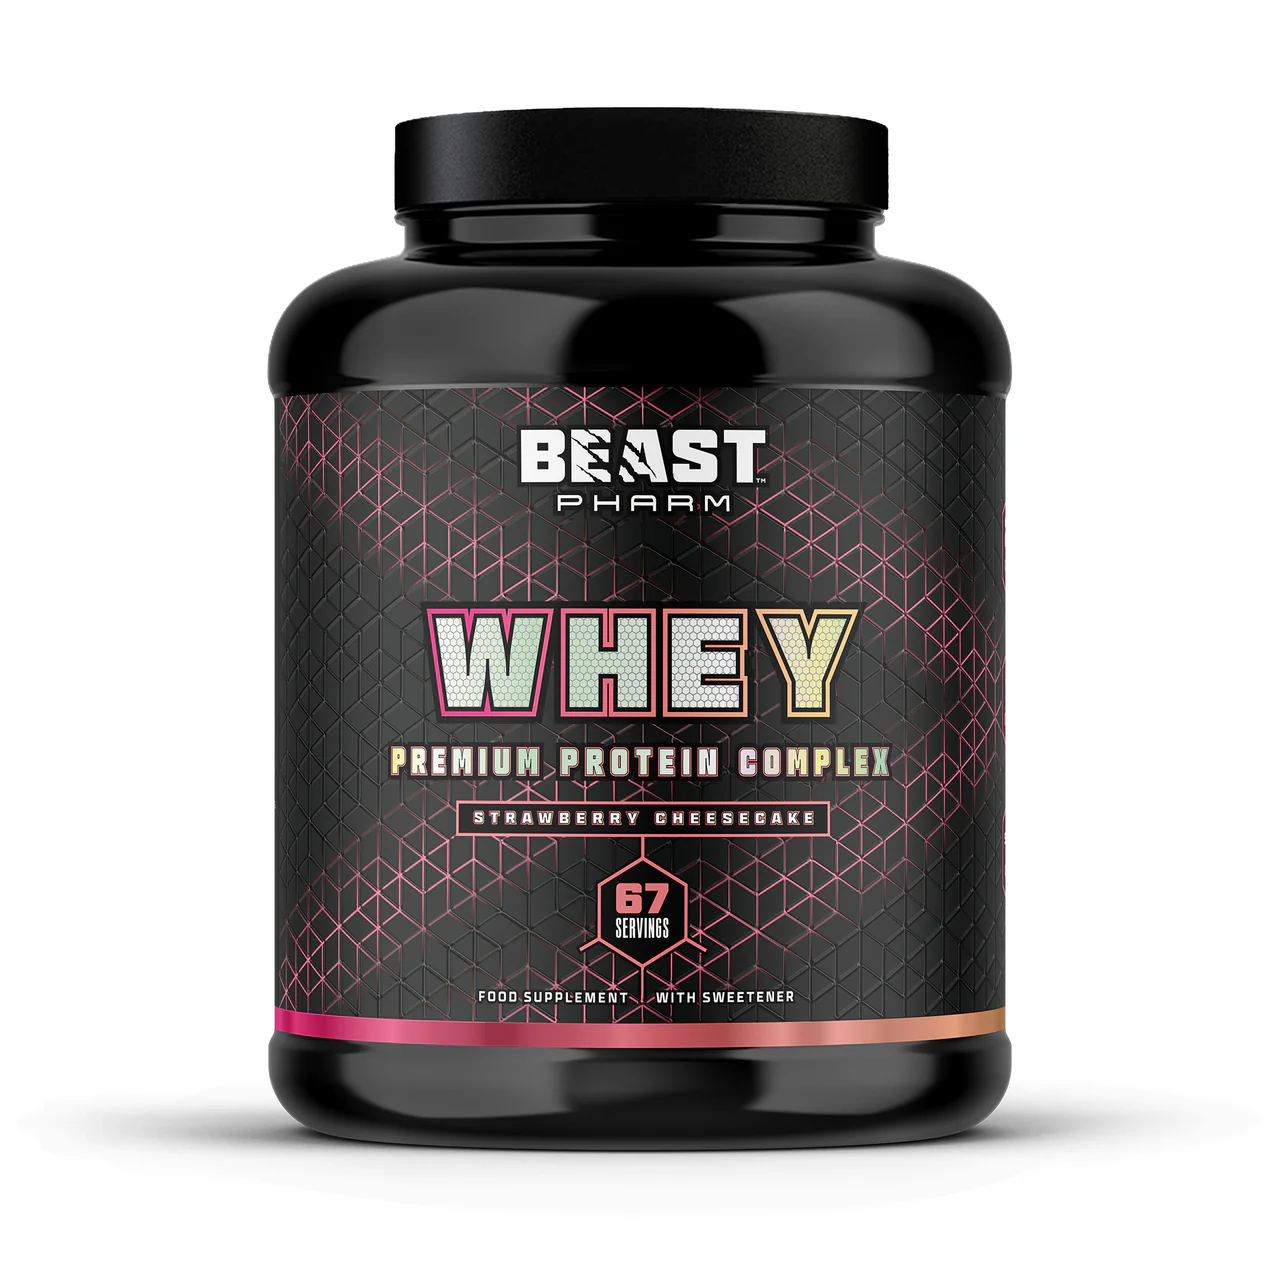 BEAST
PHARM
WHEY
PREMIUM PROTEIN COMPLEX
STRAWBERRY CHEESECAKE
67
SERVINGS
FOOD SUPPLEMENT WITH SWEETENER